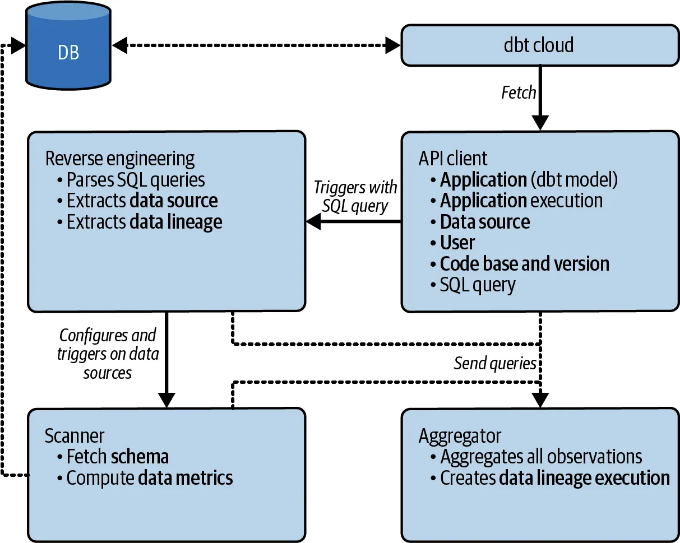 DB
dbt cloud
Fetch
Reverse engineering
• Parses SQL queries
• Extracts data source
• Extracts data lineage
Triggers with
SQL query
API client
• Application (dbt model)
• Application execution
• Data source
• User
• Code base and version
• SQL query
Configures and
triggers on data
sources
Send queries
Scanner
• Fetch schema
• Compute data metrics
Aggregator
• Aggregates all observations
• Creates data lineage execution